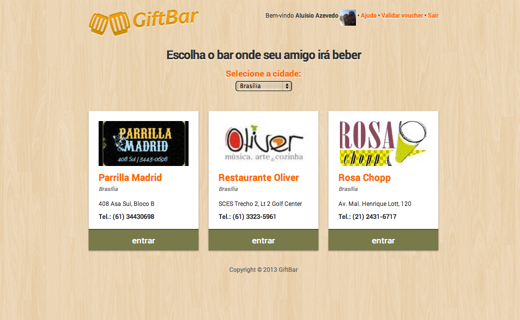 GiftBar
Bem-vindo Aluísio Azevedo • Ajuda • Validar voucher • Sair
Escolha o bar onde seu amigo irá beber
Selecione a cidade:
Brasília
PARRILLA
MADRID
408 Sul | 3443-0698
Oliver
música, arte & cozinha
ROSA
chopp
Parrilla Madrid
Brasília
408 Asa Sul, Bloco B
Tel.: (61) 34430698
entrar
Restaurante Oliver
Brasília
SCES Trecho 2, Lt 2 Golf Center
Tel.: (61) 3323-5961
entrar
Rosa Chopp
Brasília
Av. Mal. Henrique Lott, 120
Tel.: (21) 2431-6717
entrar
Copyright © 2013 GiftBar